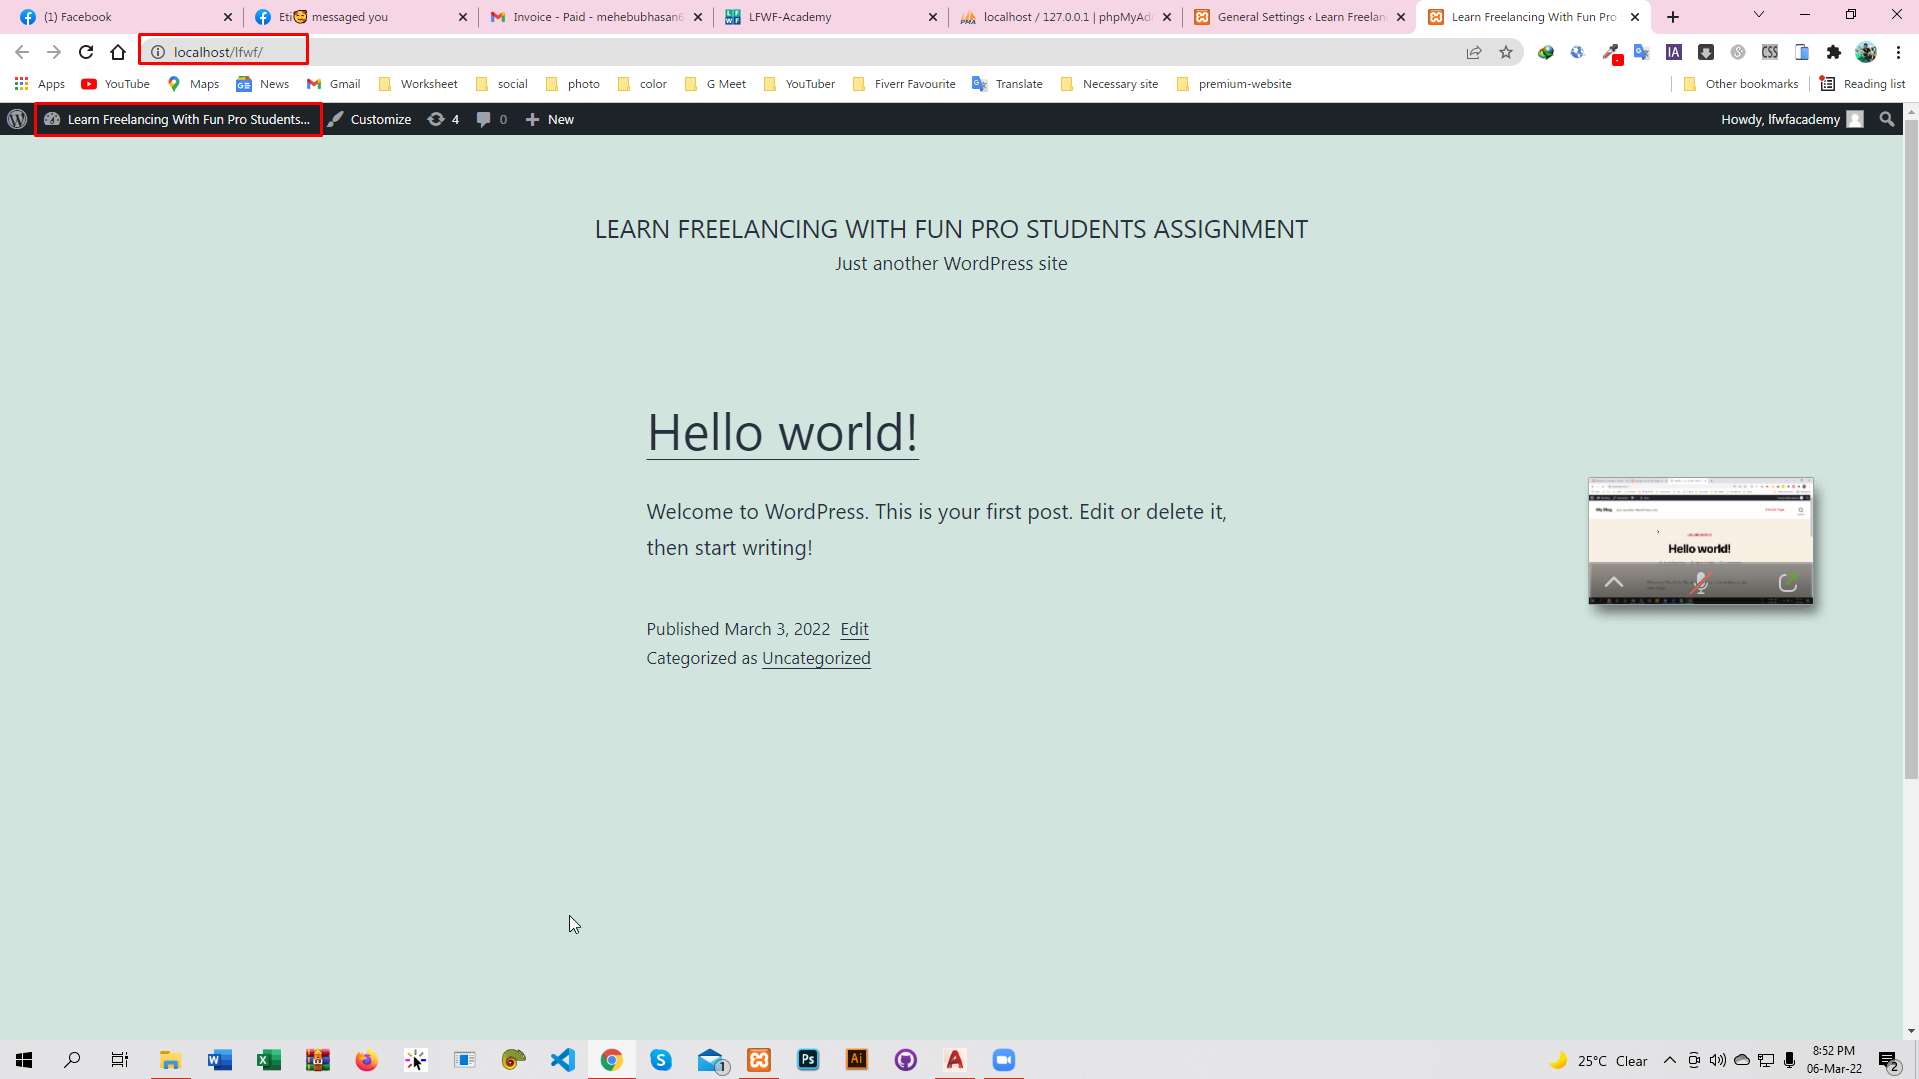 (1) Facebook
Eti🥰 messaged you
Invoice - Paid - mehebubhasan6
LFWF-Academy
localhost / 127.0.0.1 | phpMyAd
General Settings ‹ Learn Freelan
Learn Freelancing With Fun Pro
localhost/lfwf/
Apps YouTube Maps News Gmail Worksheet social photo color G Meet YouTuber Fiverr Favourite Translate Necessary site premium-website Other bookmarks Reading list
Learn Freelancing With Fun Pro Students... Customize 4 0 New Howdy, lfwfacademy
LEARN FREELANCING WITH FUN PRO STUDENTS ASSIGNMENT
Just another WordPress site
Hello world!
Welcome to WordPress. This is your first post. Edit or delete it,
then start writing!
Published March 3, 2022 Edit
Categorized as Uncategorized
My Blog
Hello world!
25°C Clear
8:52 PM
06-Mar-22